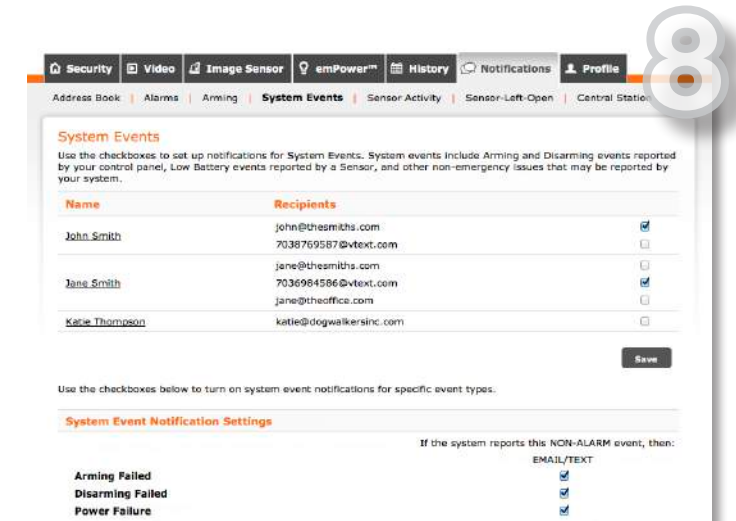 8
Security Video Image Sensor emPower™ History Notifications Profile
Address Book | Alarms | Arming | System Events | Sensor Activity | Sensor-Left-Open | Central Station
System Events
Use the checkboxes to set up notifications for System Events. System events include Arming and Disarming events reported
by your control panel, Low Battery events reported by a Sensor, and other non-emergency issues that may be reported by
your system.
Name Recipients
John Smith
john@thesmiths.com
7038769587@vtext.com
Jane Smith
jane@thesmiths.com
7036984586@vtext.com
jane@theoffice.com
Katie Thompson katie@dogwalkersinc.com
Save
Use the checkboxes below to turn on system event notifications for specific event types.
System Event Notification Settings
If the system reports this NON-ALARM event, then:
EMAIL/TEXT
Arming Failed
Disarming Failed
Power Failure